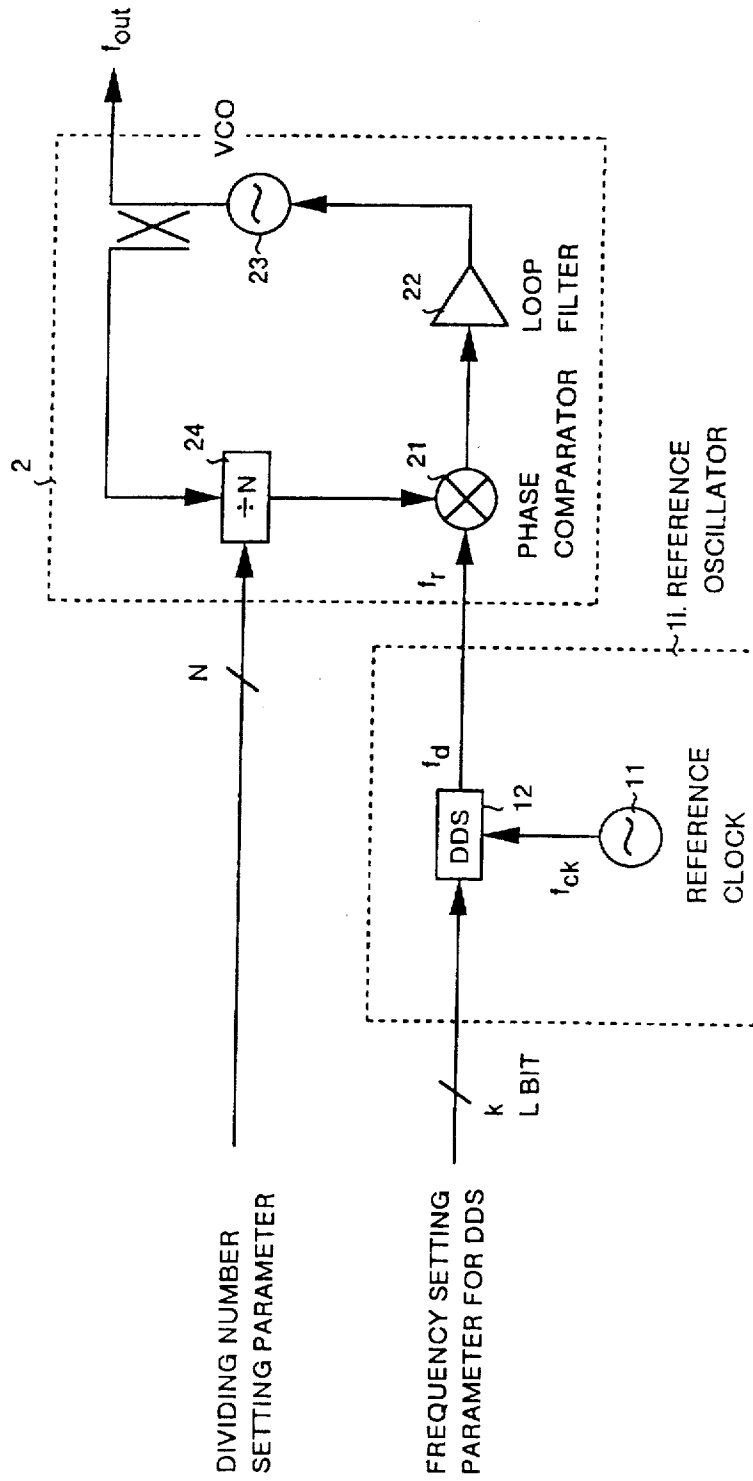 DIVIDING NUMBER
SETTING PARAMETER
N
2
24
÷N
f_out
VCO
23
22
LOOP
FILTER
21
PHASE
COMPARATOR
f_r
FREQUENCY SETTING
PARAMETER FOR DDS
k
L BIT
DDS
12
f_d
f_ck
11
REFERENCE
CLOCK
1i. REFERENCE
OSCILLATOR